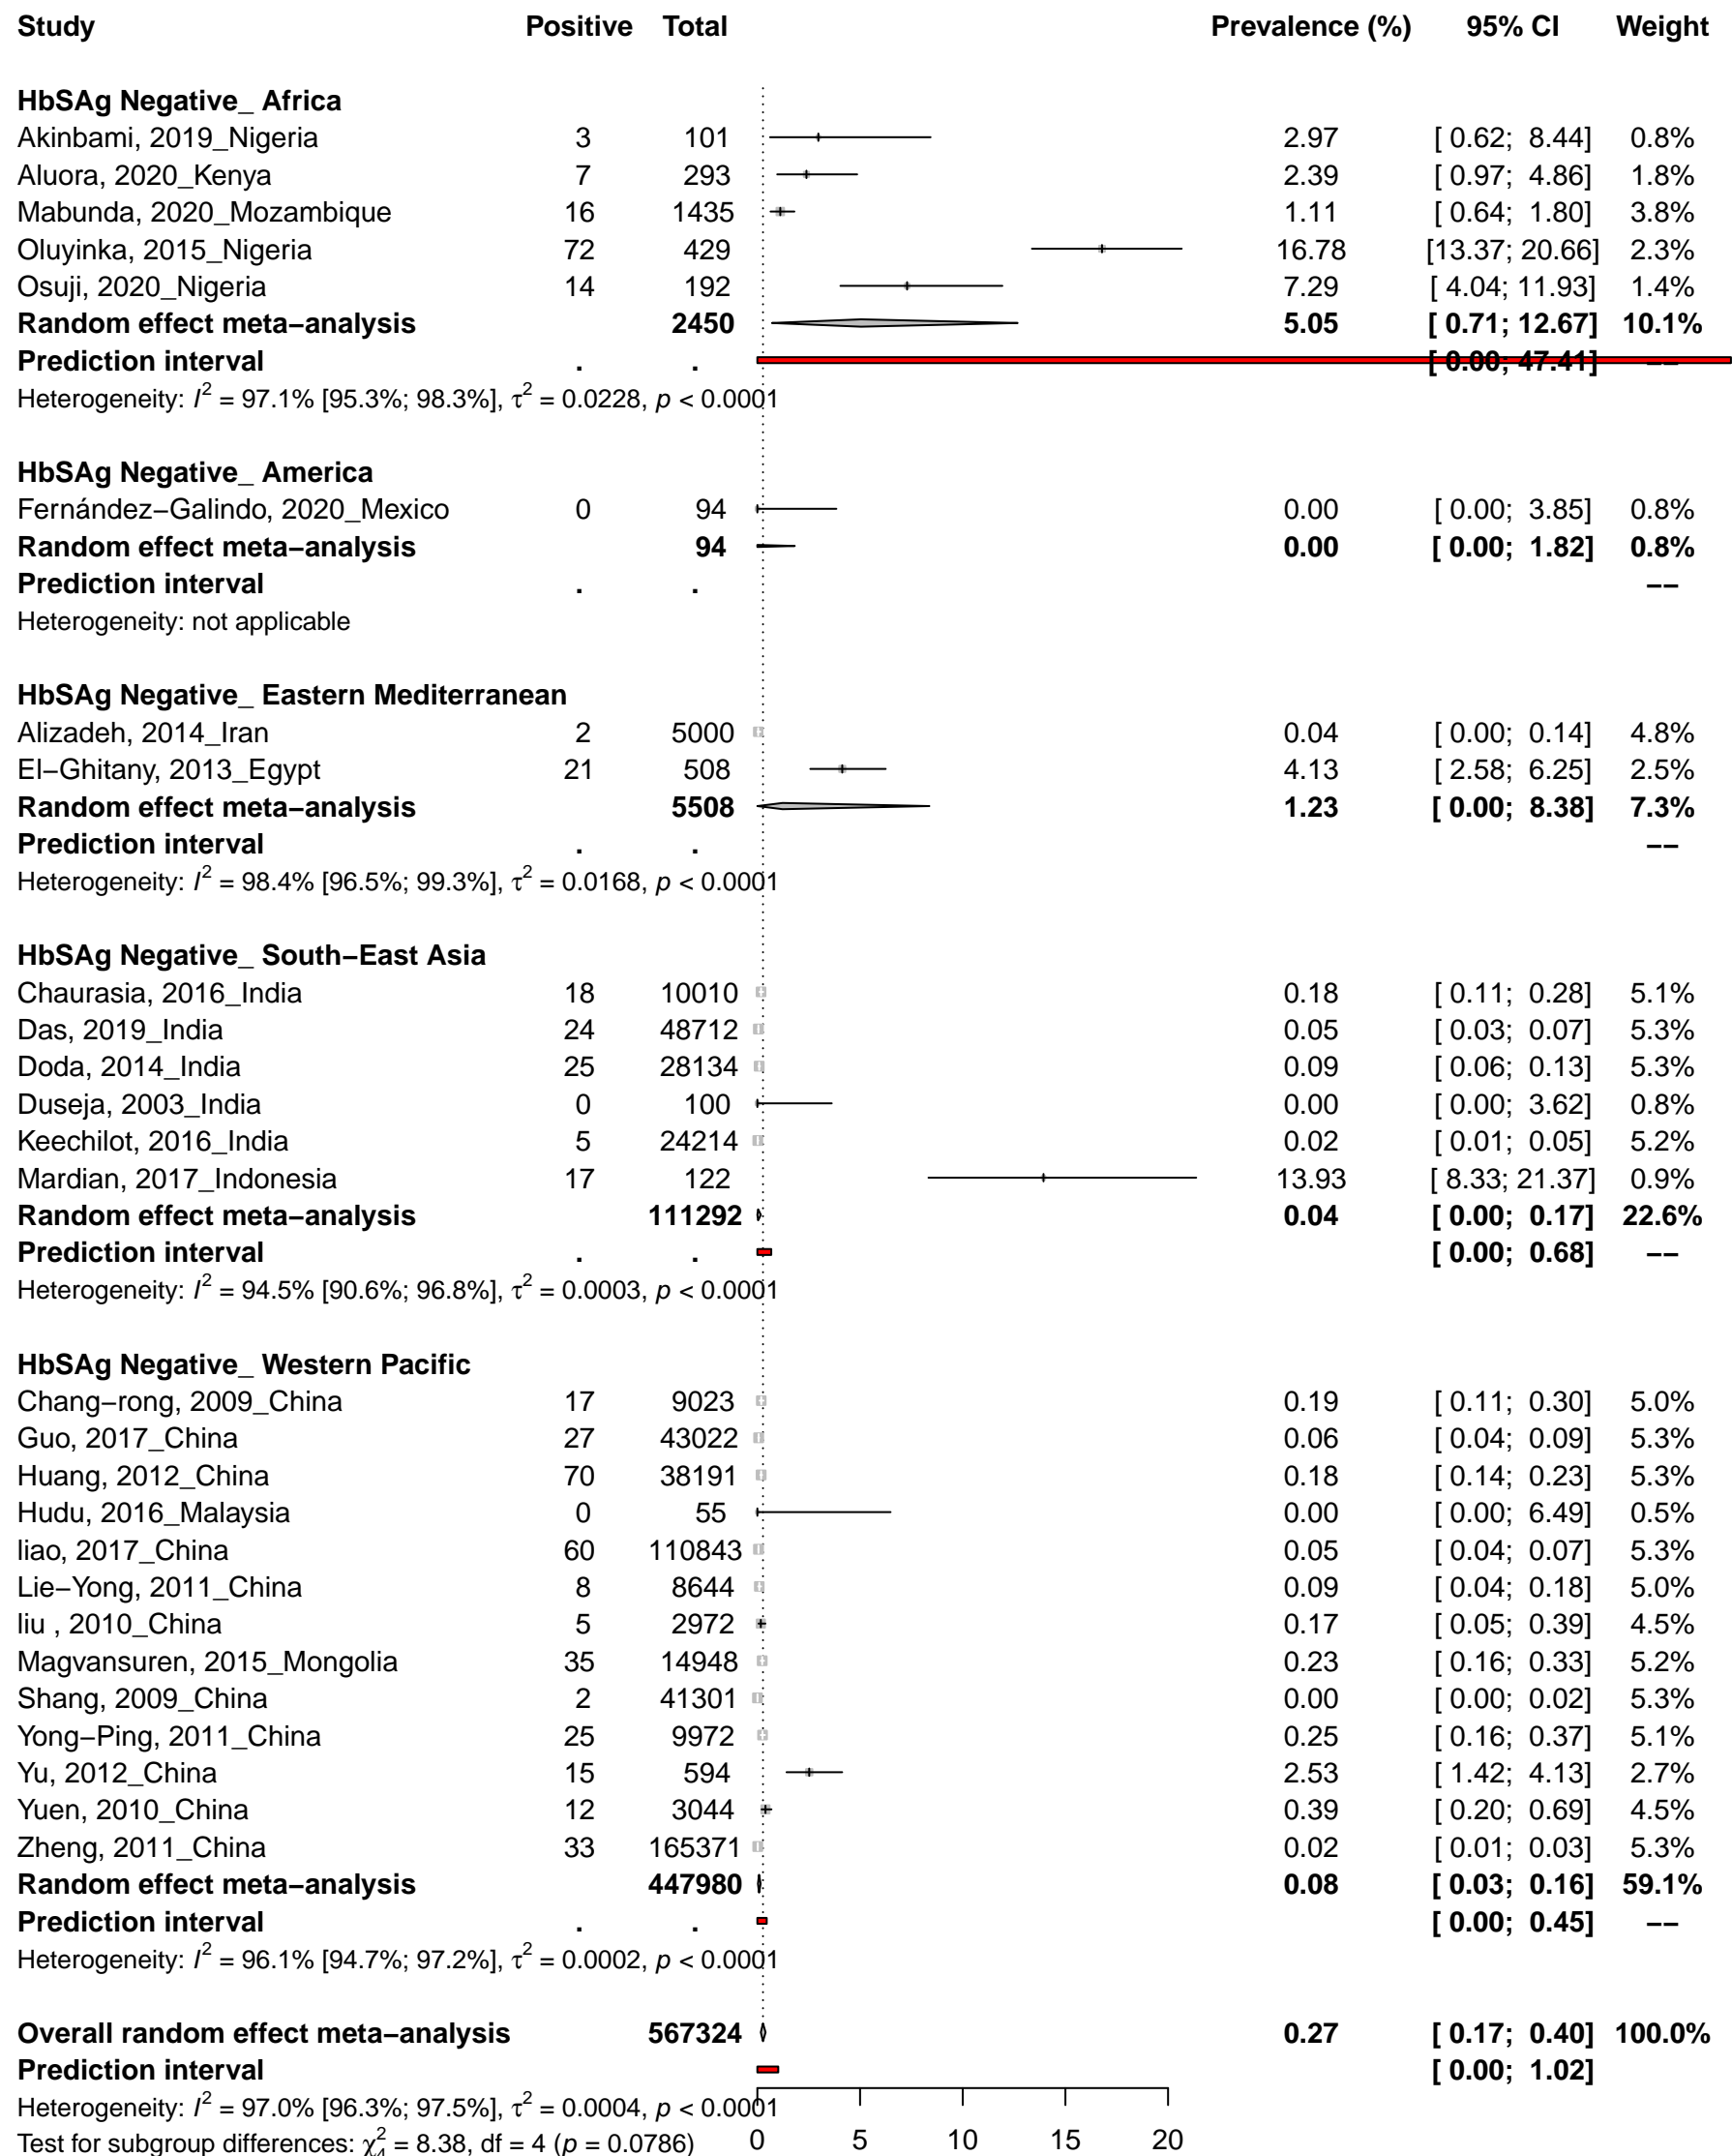 Study Positive Total Prevalence (%) 95% CI Weight
HbSAg Negative_ Africa
Akinbami, 2019_Nigeria 3 101 2.97 [ 0.62; 8.44] 0.8%
Aluora, 2020_Kenya 7 293 2.39 [ 0.97; 4.86] 1.8%
Mabunda, 2020_Mozambique 16 1435 1.11 [ 0.64; 1.80] 3.8%
Oluyinka, 2015_Nigeria 72 429 16.78 [13.37; 20.66] 2.3%
Osuji, 2020_Nigeria 14 192 7.29 [ 4.04; 11.93] 1.4%
Random effect meta−analysis 2450 5.05 [ 0.71; 12.67] 10.1%
Prediction interval . . [ 0.00; 47.41] −−
Heterogeneity: I² = 97.1% [95.3%; 98.3%], τ² = 0.0228, p < 0.0001
HbSAg Negative_ America
Fernández−Galindo, 2020_Mexico 0 94 0.00 [ 0.00; 3.85] 0.8%
Random effect meta−analysis 94 0.00 [ 0.00; 1.82] 0.8%
Prediction interval . . −−
Heterogeneity: not applicable
HbSAg Negative_ Eastern Mediterranean
Alizadeh, 2014_Iran 2 5000 0.04 [ 0.00; 0.14] 4.8%
El−Ghitany, 2013_Egypt 21 508 4.13 [ 2.58; 6.25] 2.5%
Random effect meta−analysis 5508 1.23 [ 0.00; 8.38] 7.3%
Prediction interval . . −−
Heterogeneity: I² = 98.4% [96.5%; 99.3%], τ² = 0.0168, p < 0.0001
HbSAg Negative_ South−East Asia
Chaurasia, 2016_India 18 10010 0.18 [ 0.11; 0.28] 5.1%
Das, 2019_India 24 48712 0.05 [ 0.03; 0.07] 5.3%
Doda, 2014_India 25 28134 0.09 [ 0.06; 0.13] 5.3%
Duseja, 2003_India 0 100 0.00 [ 0.00; 3.62] 0.8%
Keechilot, 2016_India 5 24214 0.02 [ 0.01; 0.05] 5.2%
Mardian, 2017_Indonesia 17 122 13.93 [ 8.33; 21.37] 0.9%
Random effect meta−analysis 111292 0.04 [ 0.00; 0.17] 22.6%
Prediction interval . . [ 0.00; 0.68] −−
Heterogeneity: I² = 94.5% [90.6%; 96.8%], τ² = 0.0003, p < 0.0001
HbSAg Negative_ Western Pacific
Chang−rong, 2009_China 17 9023 0.19 [ 0.11; 0.30] 5.0%
Guo, 2017_China 27 43022 0.06 [ 0.04; 0.09] 5.3%
Huang, 2012_China 70 38191 0.18 [ 0.14; 0.23] 5.3%
Hudu, 2016_Malaysia 0 55 0.00 [ 0.00; 6.49] 0.5%
liao, 2017_China 60 110843 0.05 [ 0.04; 0.07] 5.3%
Lie−Yong, 2011_China 8 8644 0.09 [ 0.04; 0.18] 5.0%
liu , 2010_China 5 2972 0.17 [ 0.05; 0.39] 4.5%
Magvansuren, 2015_Mongolia 35 14948 0.23 [ 0.16; 0.33] 5.2%
Shang, 2009_China 2 41301 0.00 [ 0.00; 0.02] 5.3%
Yong−Ping, 2011_China 25 9972 0.25 [ 0.16; 0.37] 5.1%
Yu, 2012_China 15 594 2.53 [ 1.42; 4.13] 2.7%
Yuen, 2010_China 12 3044 0.39 [ 0.20; 0.69] 4.5%
Zheng, 2011_China 33 165371 0.02 [ 0.01; 0.03] 5.3%
Random effect meta−analysis 447980 0.08 [ 0.03; 0.16] 59.1%
Prediction interval . . [ 0.00; 0.45] −−
Heterogeneity: I² = 96.1% [94.7%; 97.2%], τ² = 0.0002, p < 0.0001
Overall random effect meta−analysis 567324 0.27 [ 0.17; 0.40] 100.0%
Prediction interval [ 0.00; 1.02]
Heterogeneity: I² = 97.0% [96.3%; 97.5%], τ² = 0.0004, p < 0.0001
Test for subgroup differences: χ²₄ = 8.38, df = 4 (p = 0.0786) 0 5 10 15 20